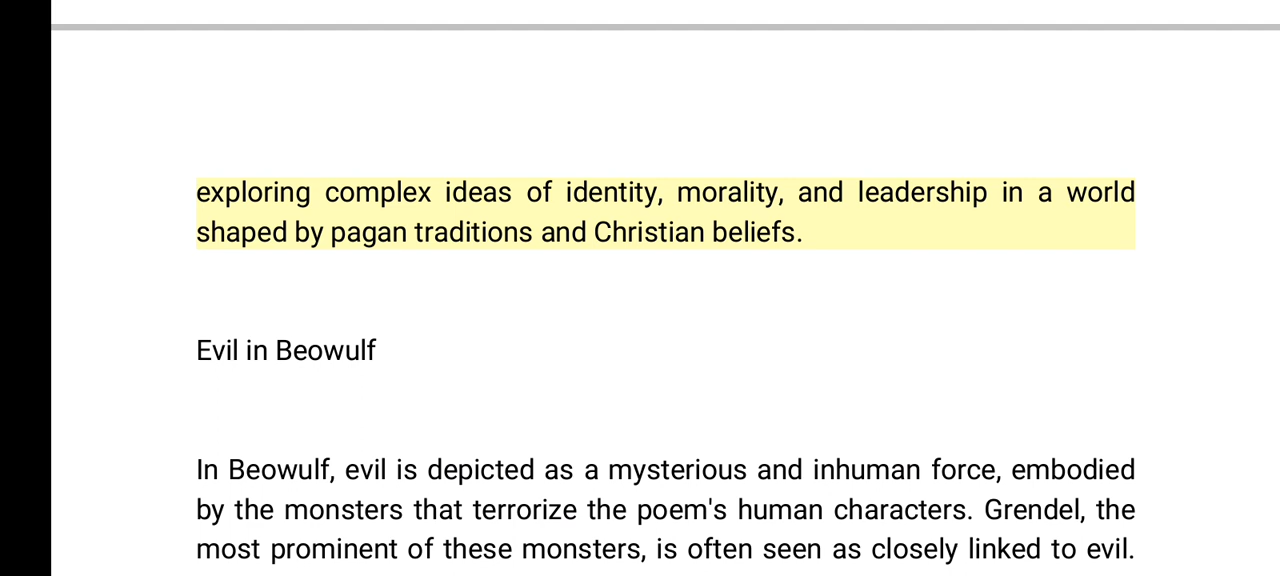 exploring complex ideas of identity, morality, and leadership in a world
shaped by pagan traditions and Christian beliefs.
Evil in Beowulf
In Beowulf, evil is depicted as a mysterious and inhuman force, embodied
by the monsters that terrorize the poem's human characters. Grendel, the
most prominent of these monsters, is often seen as closely linked to evil.